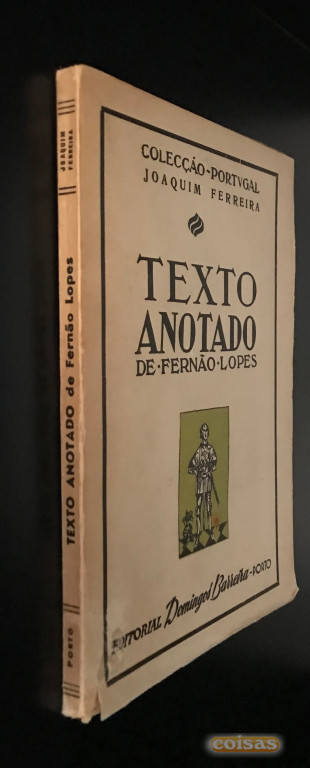 COLECÇÃO-PORTVGAL
JOAQUIM FERREIRA
TEXTO
ANOTADO
DE·FERNÃO·LOPES
EDITORIAL Domingos Barreira-PORTO
JOAQUIM
FERREIRA
TEXTO ANOTADO de Fernão Lopes
PORTO
coisas